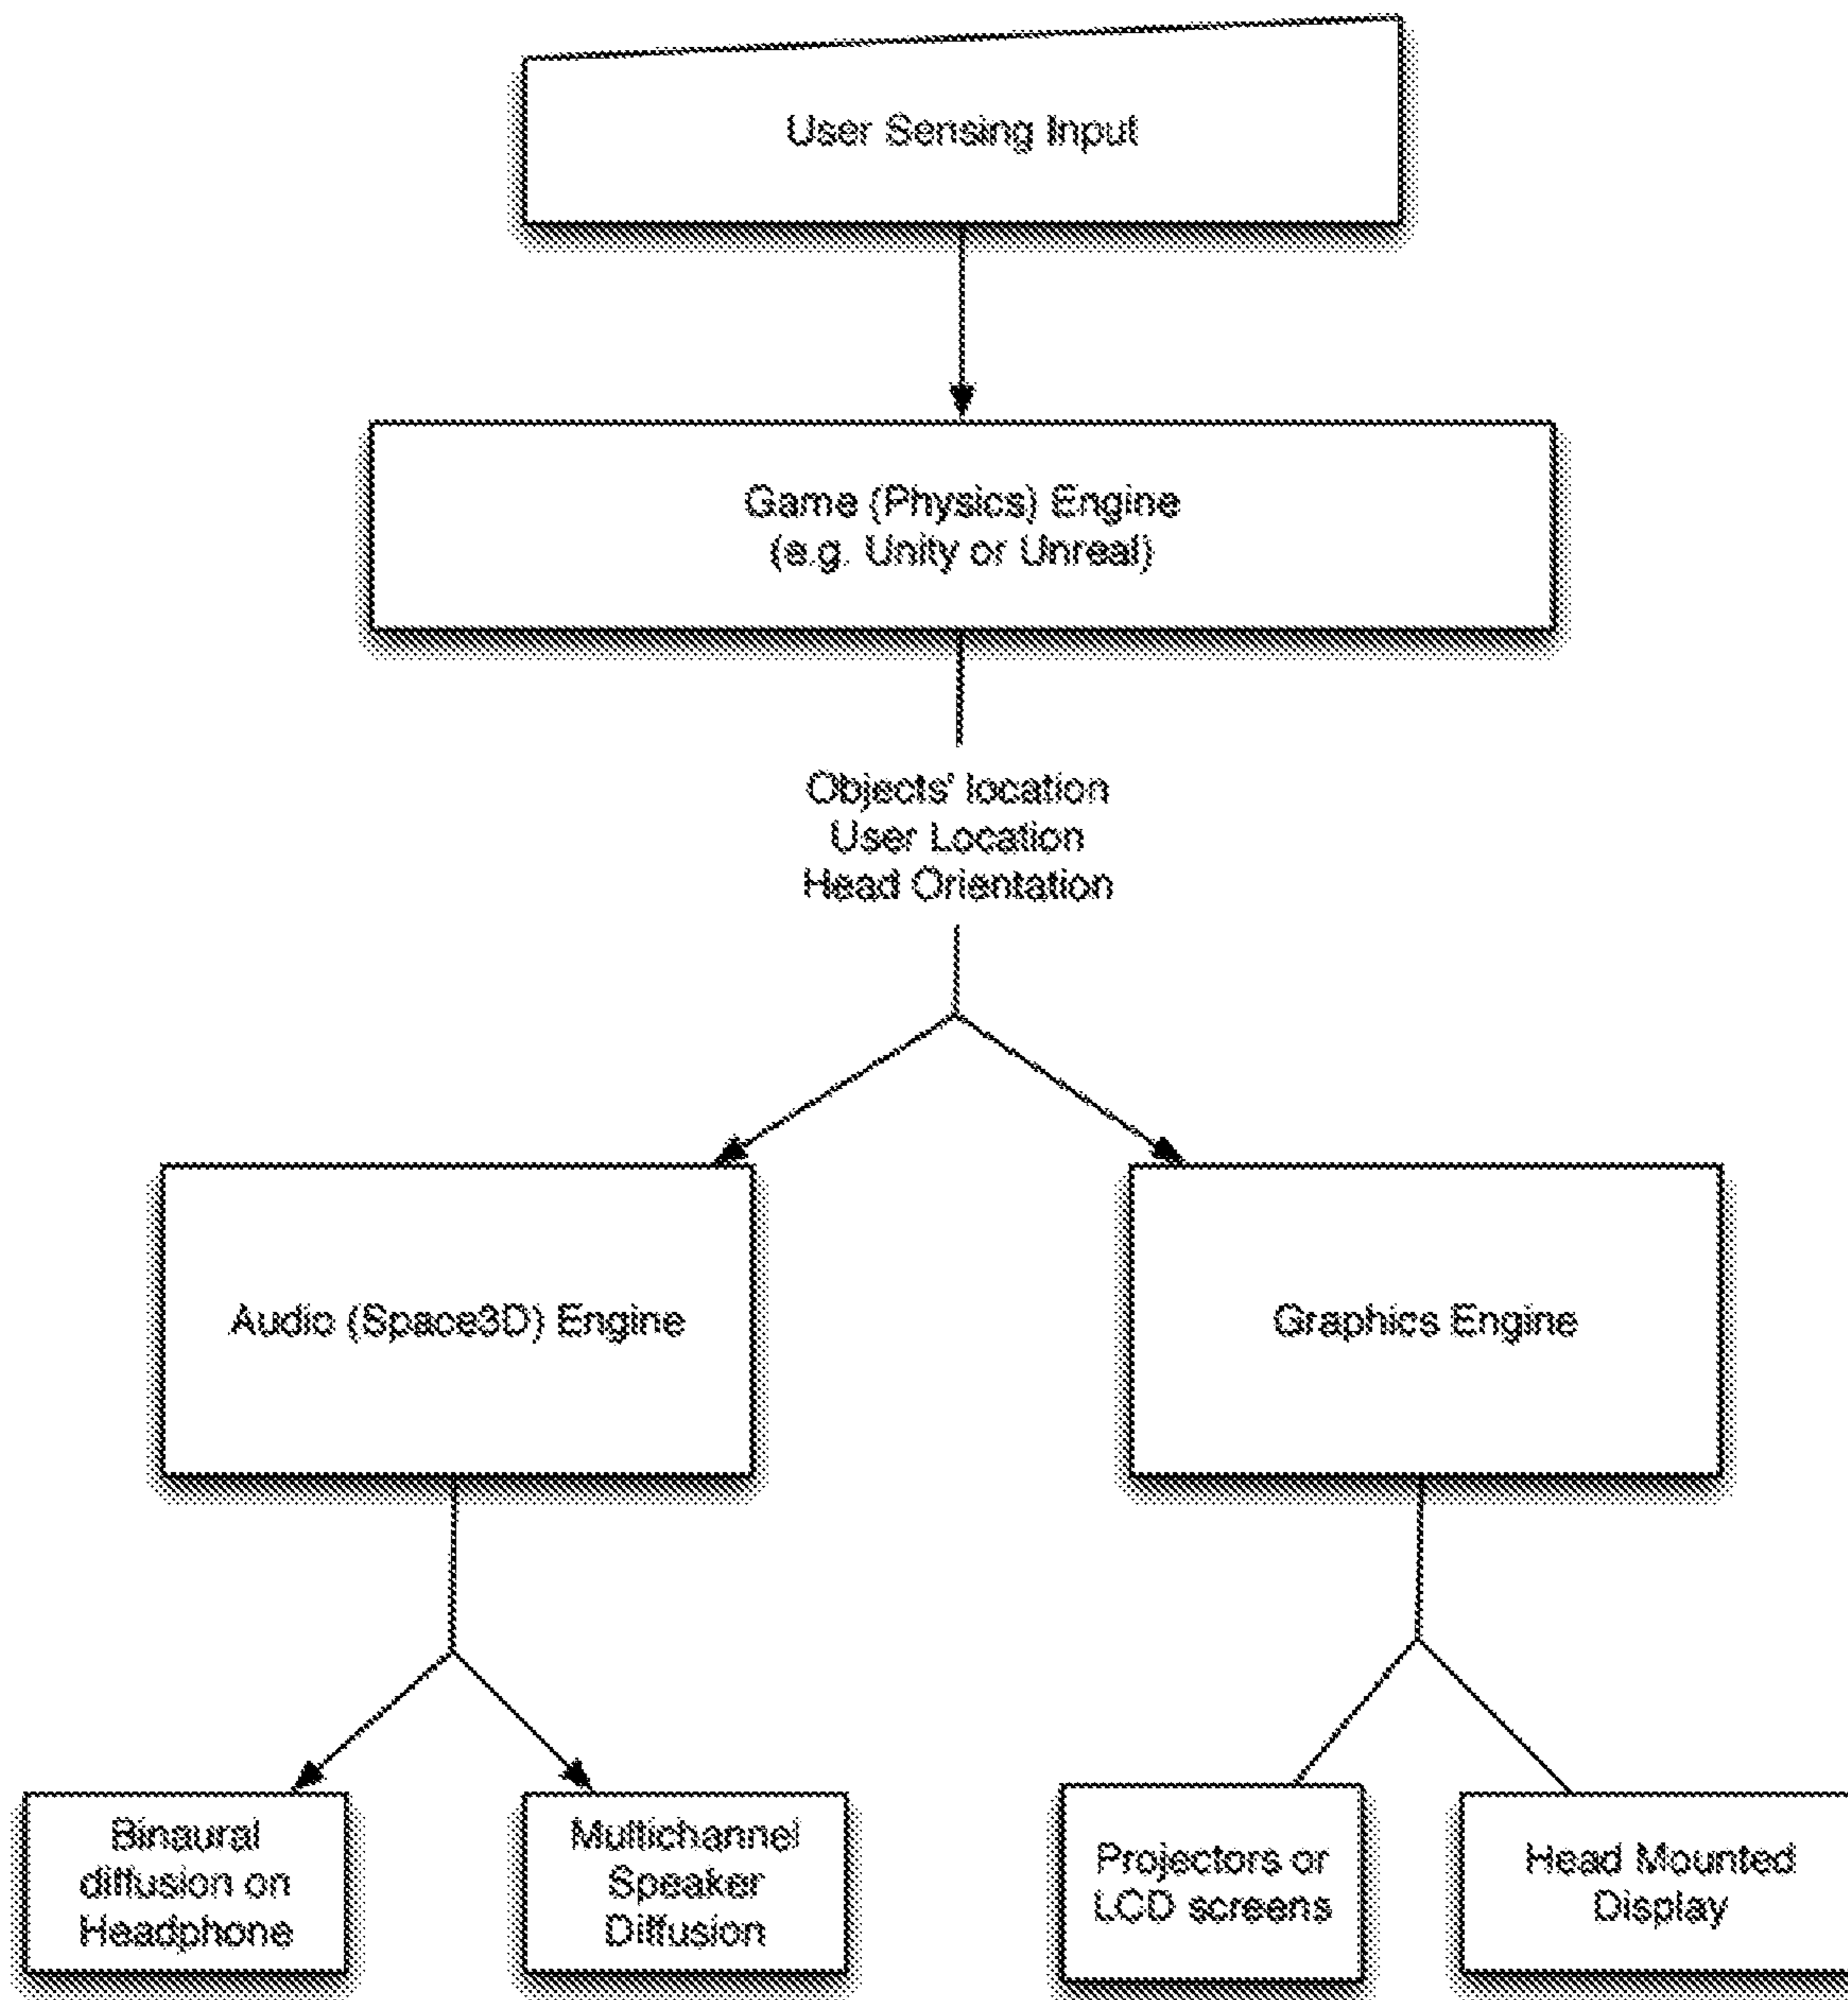 User Sensing Input
Game (Physics) Engine
(e.g. Unity or Unreal)
Objects' location
User Location
Head Orientation
Audio (Space3D) Engine
Graphics Engine
Binaural
diffusion on
Headphone
Multichannel
Speaker
Diffusion
Projectors or
LCD screens
Head Mounted
Display